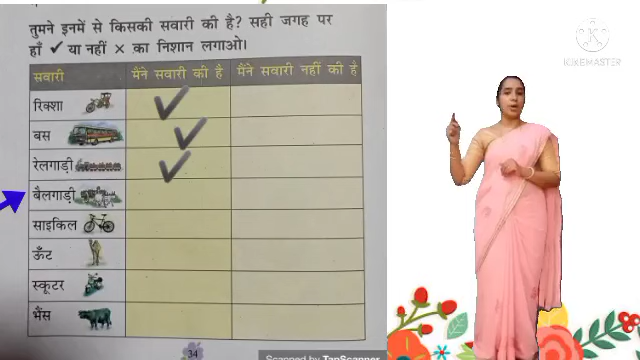 तुमने इनमें से किसकी सवारी की है? सही जगह पर
हाँ ✓ या नहीं × का निशान लगाओ।
सवारी मैंने सवारी की है मैंने सवारी नहीं की है
रिक्शा ✓
बस ✓
रेलगाड़ी ✓
बैलगाड़ी
साइकिल
ऊँट
स्कूटर
भैंस
34
Scanned by TapScanner
KINEMASTER